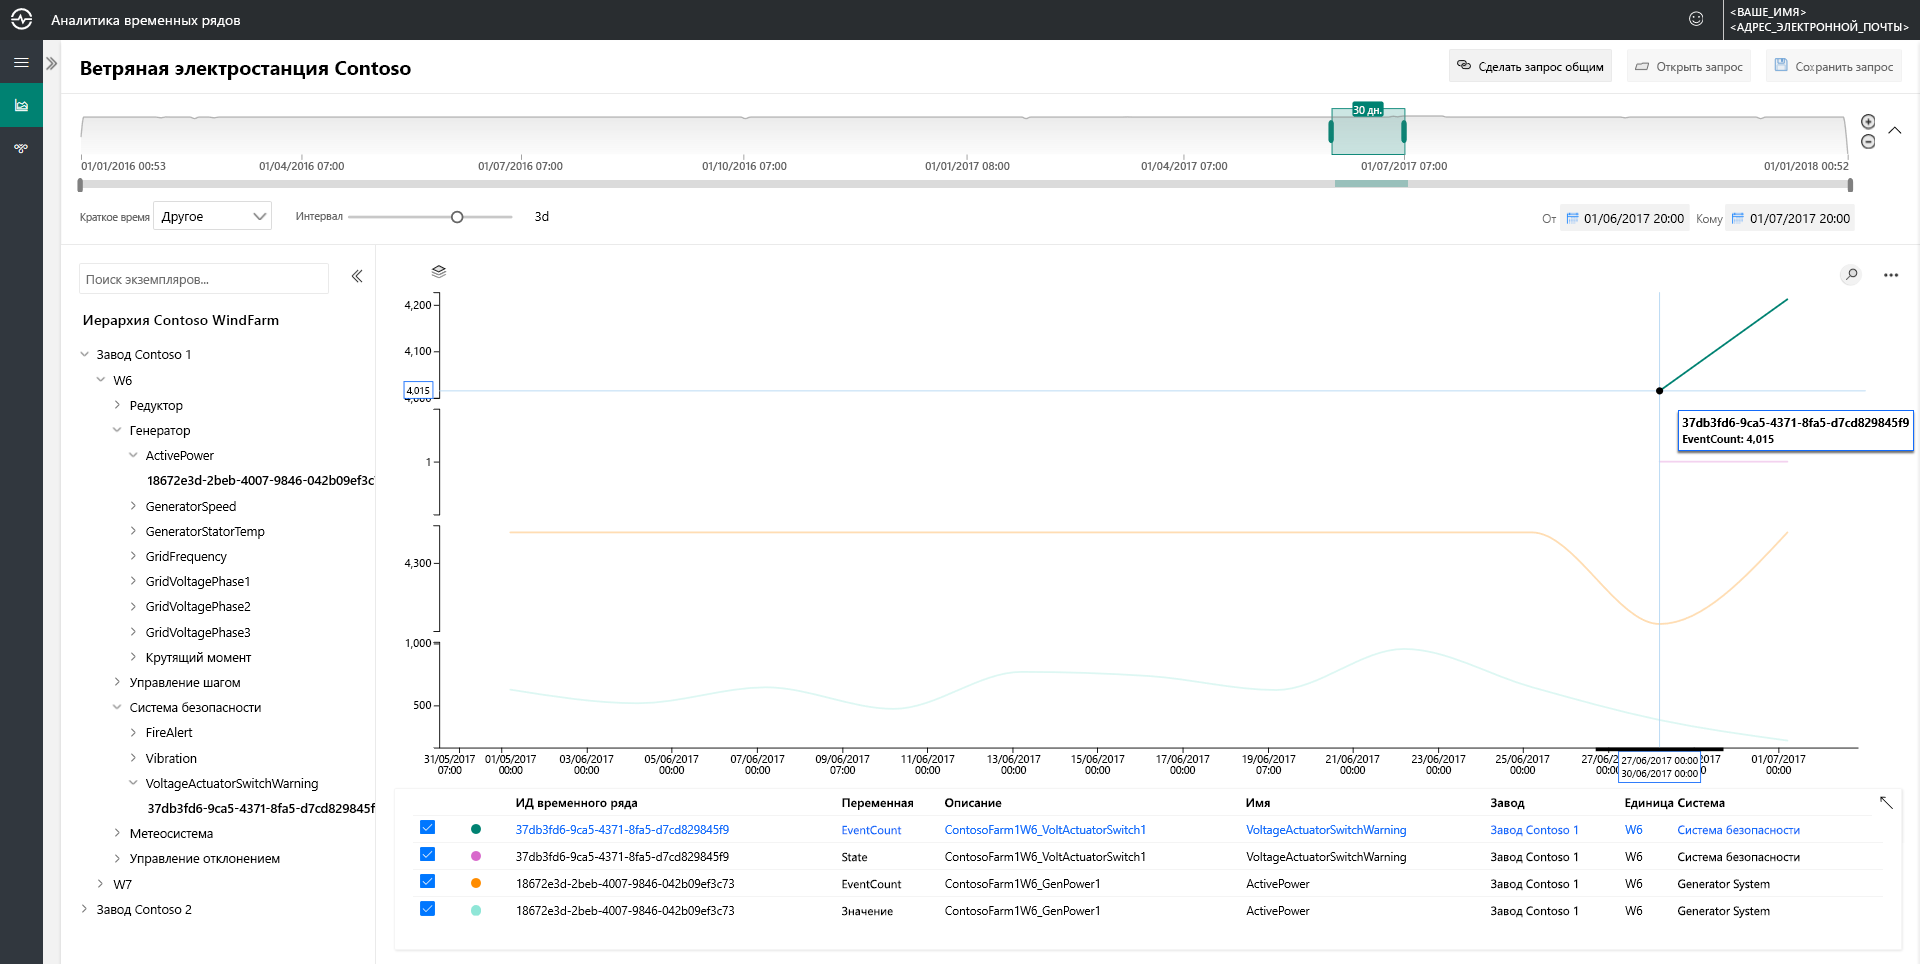 Аналитика временных рядов
<ВАШЕ_ИМЯ>
<АДРЕС_ЭЛЕКТРОННОЙ_ПОЧТЫ>
Ветряная электростанция Contoso
Сделать запрос общим
Открыть запрос
Сохранить запрос
30 дн.
01/01/2016 00:53
01/04/2016 07:00
01/07/2016 07:00
01/10/2016 07:00
01/01/2017 08:00
01/04/2017 07:00
01/07/2017 07:00
01/01/2018 00:52
Краткое время
Другое
Интервал
3d
От
01/06/2017 20:00
Кому
01/07/2017 20:00
Поиск экземпляров...
Иерархия Contoso WindFarm
Завод Contoso 1
W6
Редуктор
Генератор
ActivePower
18672e3d-2beb-4007-9846-042b09ef3c
GeneratorSpeed
GeneratorStatorTemp
GridFrequency
GridVoltagePhase1
GridVoltagePhase2
GridVoltagePhase3
Крутящий момент
Управление шагом
Система безопасности
FireAlert
Vibration
VoltageActuatorSwitchWarning
37db3fd6-9ca5-4371-8fa5-d7cd829845f
Метеосистема
Управление отклонением
W7
Завод Contoso 2
4,200
4,100
4,015
4,000
1
4,300
1,000
500
37db3fd6-9ca5-4371-8fa5-d7cd829845f9
EventCount: 4,015
31/05/2017 07:00
01/05/2017 00:00
03/06/2017 00:00
05/06/2017 00:00
07/06/2017 00:00
09/06/2017 07:00
11/06/2017 00:00
13/06/2017 00:00
15/06/2017 00:00
17/06/2017 00:00
19/06/2017 07:00
21/06/2017 00:00
23/06/2017 00:00
25/06/2017 00:00
27/06/2017 00:00
30/06/2017 00:00
01/07/2017 00:00
ИД временного ряда Переменная Описание Имя Завод Единица Система
37db3fd6-9ca5-4371-8fa5-d7cd829845f9 EventCount ContosoFarm1W6_VoltActuatorSwitch1 VoltageActuatorSwitchWarning Завод Contoso 1 W6 Система безопасности
37db3fd6-9ca5-4371-8fa5-d7cd829845f9 State ContosoFarm1W6_VoltActuatorSwitch1 VoltageActuatorSwitchWarning Завод Contoso 1 W6 Система безопасности
18672e3d-2beb-4007-9846-042b09ef3c73 EventCount ContosoFarm1W6_GenPower1 ActivePower Завод Contoso 1 W6 Generator System
18672e3d-2beb-4007-9846-042b09ef3c73 Значение ContosoFarm1W6_GenPower1 ActivePower Завод Contoso 1 W6 Generator System